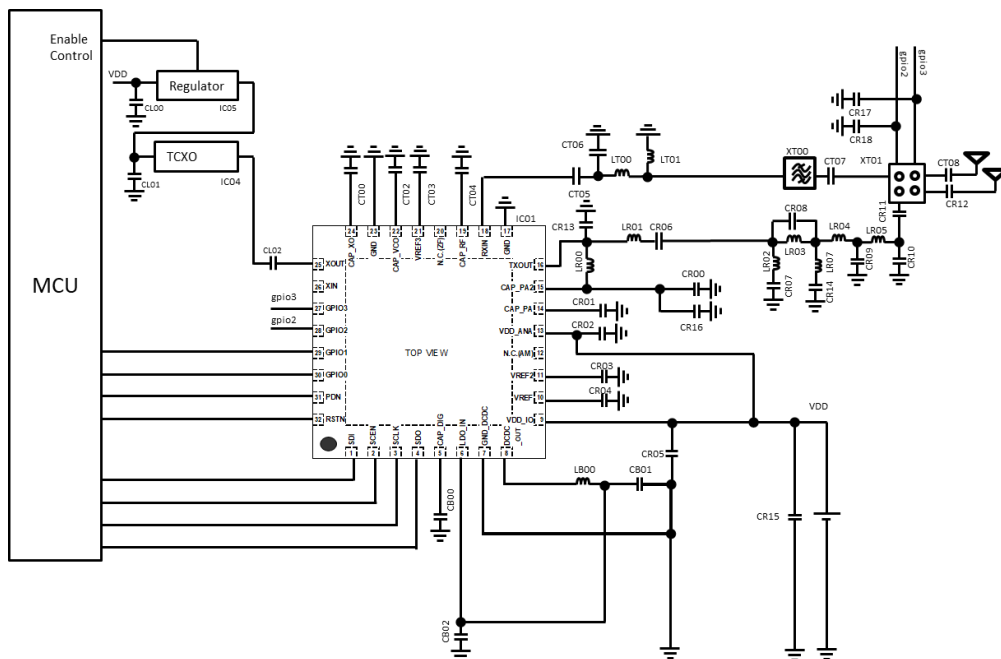 Enable
Control
VDD
Regulator
CL00
IC05
TCXO
CL01
IC04
MCU
CL02
gpio3
gpio2
CT00
CT02
CT03
CT04
IC01
24
23
22
21
20
19
18
17
CAP_XO
GND
CAP_VCO
VREF3
N.C.(ZF)
CAP_RF
RXIN
GND
25 XOUT
26 XIN
27 GPIO3
28 GPIO2
29 GPIO1
30 GPIO0
31 PDN
32 RSTN
TOP VIEW
TXOUT 16
CAP_PA2 15
CAP_PA 14
VDD_ANA 13
N.C.(AM) 12
VREF2 11
VREF 10
VDD_IO 9
SDI
SCEN
SCLK
SDO
CAP_DIG
LDO_IN
GND_DCDC
DCDC
_OUT
1
2
3
4
5
6
7
8
CB00
CB02
LB00
CB01
CR05
CR15
VDD
CT06
LT00
LT01
CT05
XT00
CT07
XT01
CT08
CR12
CR11
gpio2
gpio3
CR17
CR18
CR13
LR01
CR06
LR00
CR00
CR16
CR01
CR02
CR03
CR04
CR08
LR03
LR02
CR07
LR07
CR14
LR04
CR09
LR05
CR10